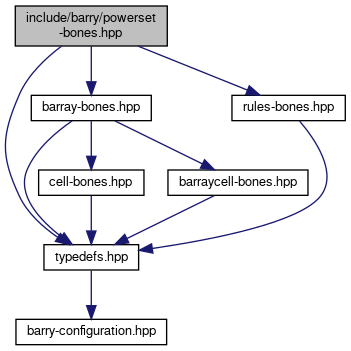 include/barry/powerset
-bones.hpp
barray-bones.hpp
rules-bones.hpp
cell-bones.hpp
barraycell-bones.hpp
typedefs.hpp
barry-configuration.hpp